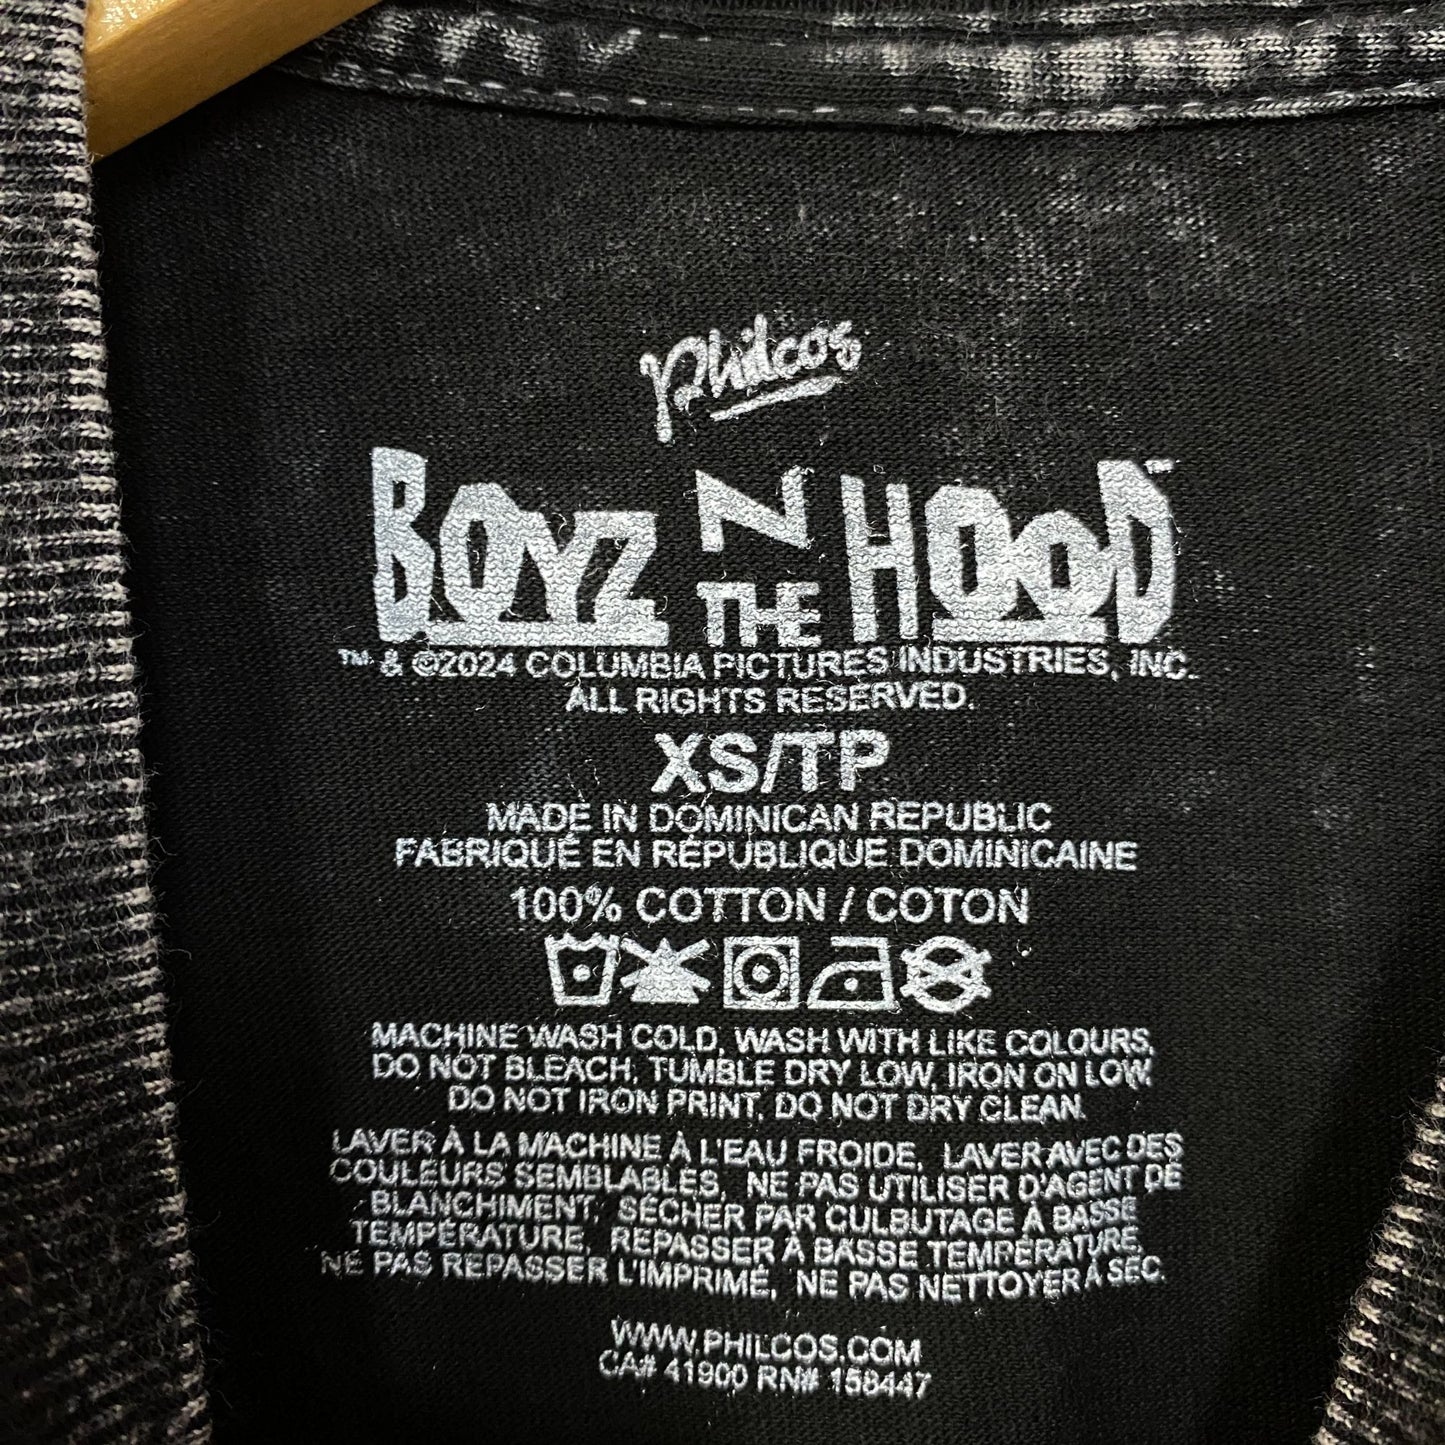 Philcos
BOYZ N THE HOOD™
™ & ©2024 COLUMBIA PICTURES INDUSTRIES, INC.
ALL RIGHTS RESERVED.
XS/TP
MADE IN DOMINICAN REPUBLIC
FABRIQUÉ EN RÉPUBLIQUE DOMINICAINE
100% COTTON / COTON
MACHINE WASH COLD, WASH WITH LIKE COLOURS,
DO NOT BLEACH, TUMBLE DRY LOW, IRON ON LOW,
DO NOT IRON PRINT, DO NOT DRY CLEAN.
LAVER À LA MACHINE À L'EAU FROIDE, LAVER AVEC DES
COULEURS SEMBLABLES, NE PAS UTILISER D'AGENT DE
BLANCHIMENT, SÉCHER PAR CULBUTAGE À BASSE
TEMPÉRATURE, REPASSER À BASSE TEMPÉRATURE,
NE PAS REPASSER L'IMPRIMÉ, NE PAS NETTOYER À SEC.
WWW.PHILCOS.COM
CA# 41900 RN# 158447